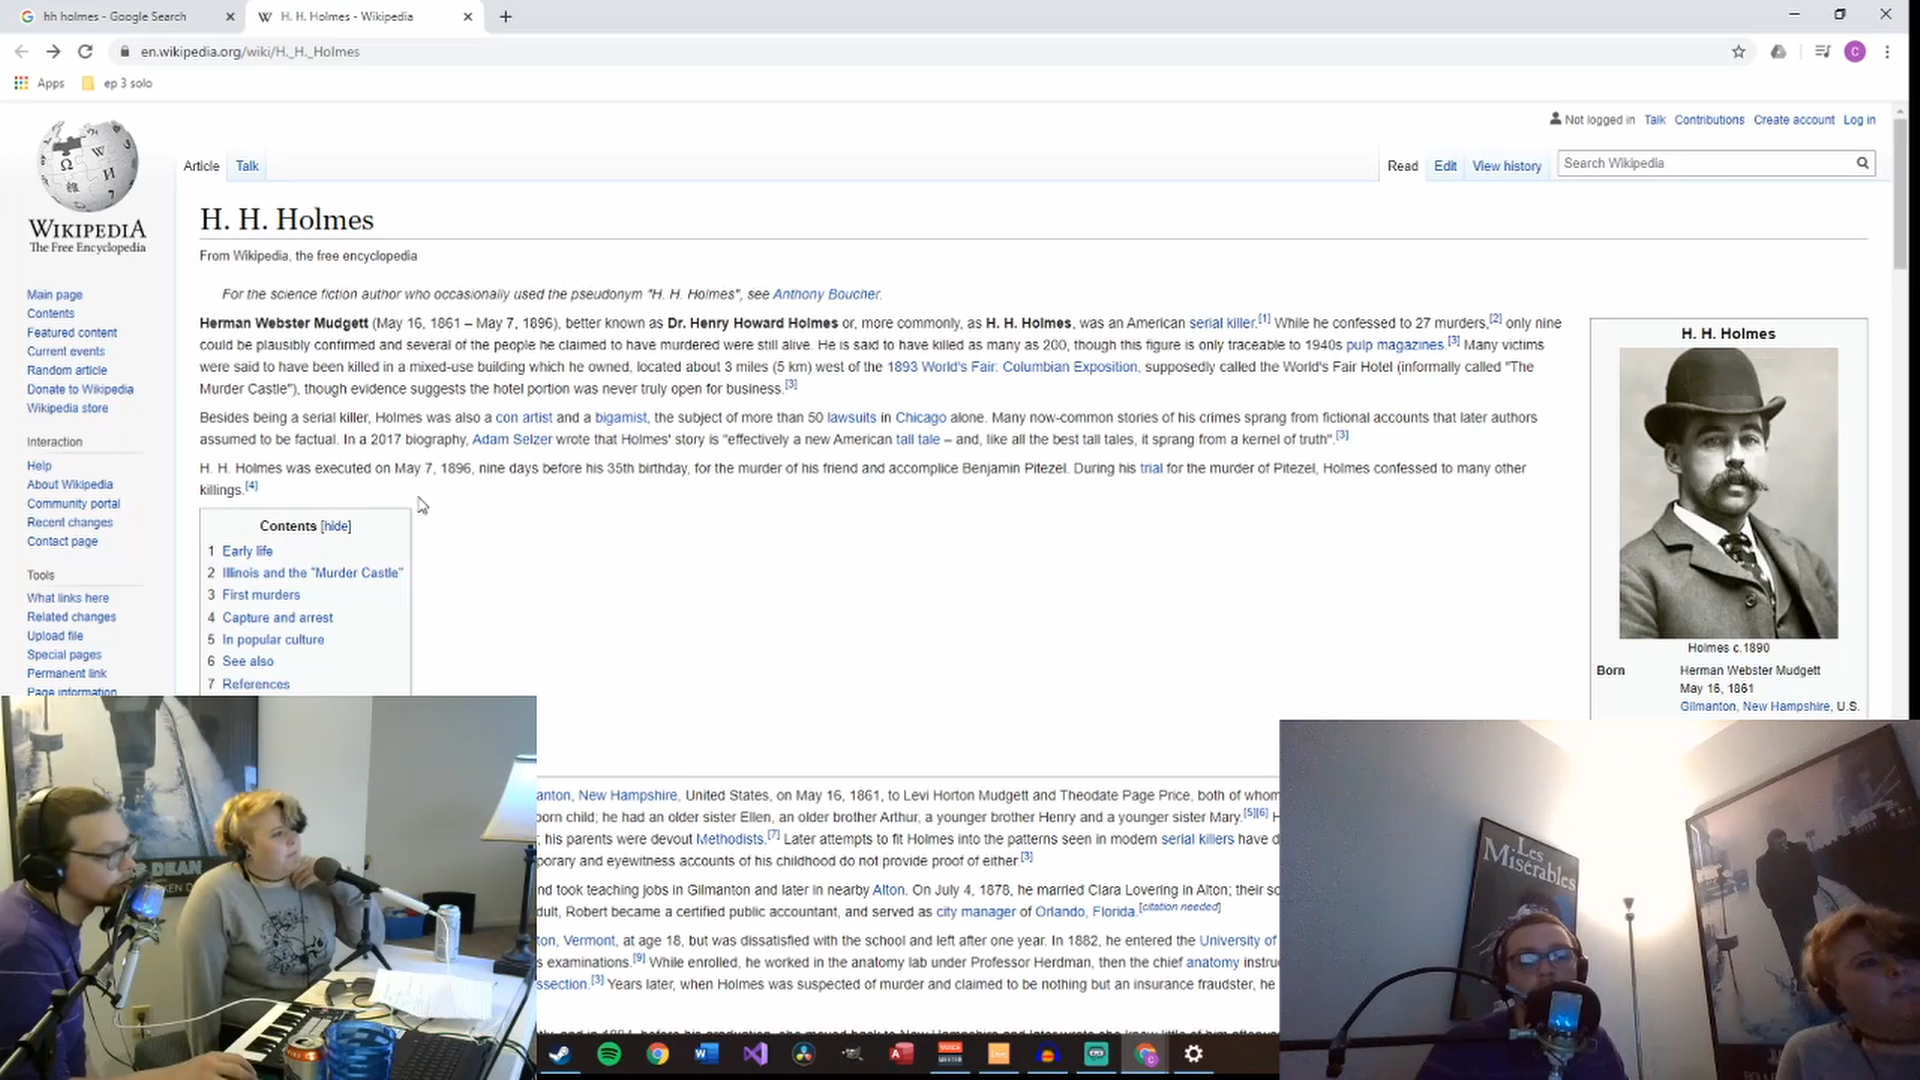 hh holmes - Google Search
H. H. Holmes - Wikipedia
en.wikipedia.org/wiki/H._H._Holmes
C
Apps
ep 3 solo
Not logged in Talk Contributions Create account Log in
Article Talk
Read Edit View history
Search Wikipedia
WIKIPEDIA
The Free Encyclopedia
Main page
Contents
Featured content
Current events
Random article
Donate to Wikipedia
Wikipedia store
Interaction
Help
About Wikipedia
Community portal
Recent changes
Contact page
Tools
What links here
Related changes
Upload file
Special pages
Permanent link
Page information
H. H. Holmes
From Wikipedia, the free encyclopedia
For the science fiction author who occasionally used the pseudonym "H. H. Holmes", see Anthony Boucher.
Herman Webster Mudgett (May 16, 1861 – May 7, 1896), better known as Dr. Henry Howard Holmes or, more commonly, as H. H. Holmes, was an American serial killer.[1] While he confessed to 27 murders,[2] only nine
could be plausibly confirmed and several of the people he claimed to have murdered were still alive. He is said to have killed as many as 200, though this figure is only traceable to 1940s pulp magazines.[3] Many victims
were said to have been killed in a mixed-use building which he owned, located about 3 miles (5 km) west of the 1893 World's Fair: Columbian Exposition, supposedly called the World's Fair Hotel (informally called "The
Murder Castle"), though evidence suggests the hotel portion was never truly open for business.[3]
Besides being a serial killer, Holmes was also a con artist and a bigamist, the subject of more than 50 lawsuits in Chicago alone. Many now-common stories of his crimes sprang from fictional accounts that later authors
assumed to be factual. In a 2017 biography, Adam Selzer wrote that Holmes' story is "effectively a new American tall tale – and, like all the best tall tales, it sprang from a kernel of truth".[3]
H. H. Holmes was executed on May 7, 1896, nine days before his 35th birthday, for the murder of his friend and accomplice Benjamin Pitezel. During his trial for the murder of Pitezel, Holmes confessed to many other
killings.[4]
Contents [hide]
1 Early life
2 Illinois and the "Murder Castle"
3 First murders
4 Capture and arrest
5 In popular culture
6 See also
7 References
H. H. Holmes
Holmes c.1890
Born Herman Webster Mudgett
May 16, 1861
Gilmanton, New Hampshire, U.S.
anton, New Hampshire, United States, on May 16, 1861, to Levi Horton Mudgett and Theodate Page Price, both of whom
born child; he had an older sister Ellen, an older brother Arthur, a younger brother Henry and a younger sister Mary.[5][6] H
; his parents were devout Methodists.[7] Later attempts to fit Holmes into the patterns seen in modern serial killers have d
porary and eyewitness accounts of his childhood do not provide proof of either.[3]
nd took teaching jobs in Gilmanton and later in nearby Alton. On July 4, 1878, he married Clara Lovering in Alton; their so
dult, Robert became a certified public accountant, and served as city manager of Orlando, Florida.[citation needed]
ton, Vermont, at age 18, but was dissatisfied with the school and left after one year. In 1882, he entered the University of
s examinations.[9] While enrolled, he worked in the anatomy lab under Professor Herdman, then the chief anatomy instruc
ssection.[3] Years later, when Holmes was suspected of murder and claimed to be nothing but an insurance fraudster, he
DEAN
Les
Misérables